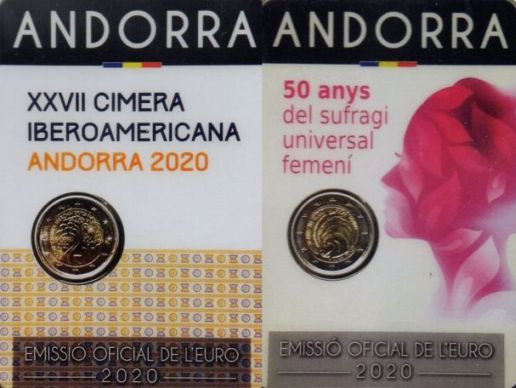 ANDORRA
XXVII CIMERA
IBEROAMERICANA
ANDORRA 2020
EMISSIÓ OFICIAL DE L'EURO
2020
ANDORRA
50 anys
del sufragi
universal
femení
EMISSIÓ OFICIAL DE L'EURO
2020